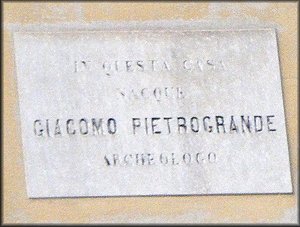 IN QUESTA CASA
NACQUE
GIACOMO PIETROGRANDE
ARCHEOLOGO